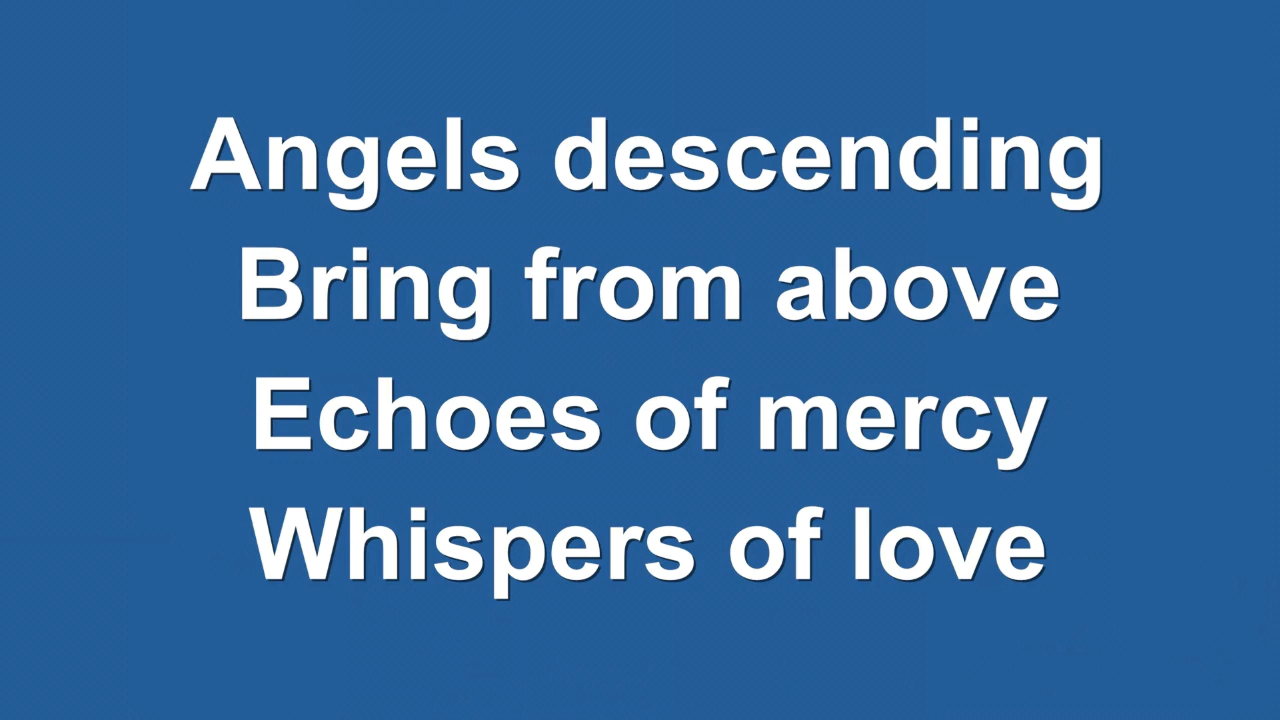 Angels descending
Bring from above
Echoes of mercy
Whispers of love